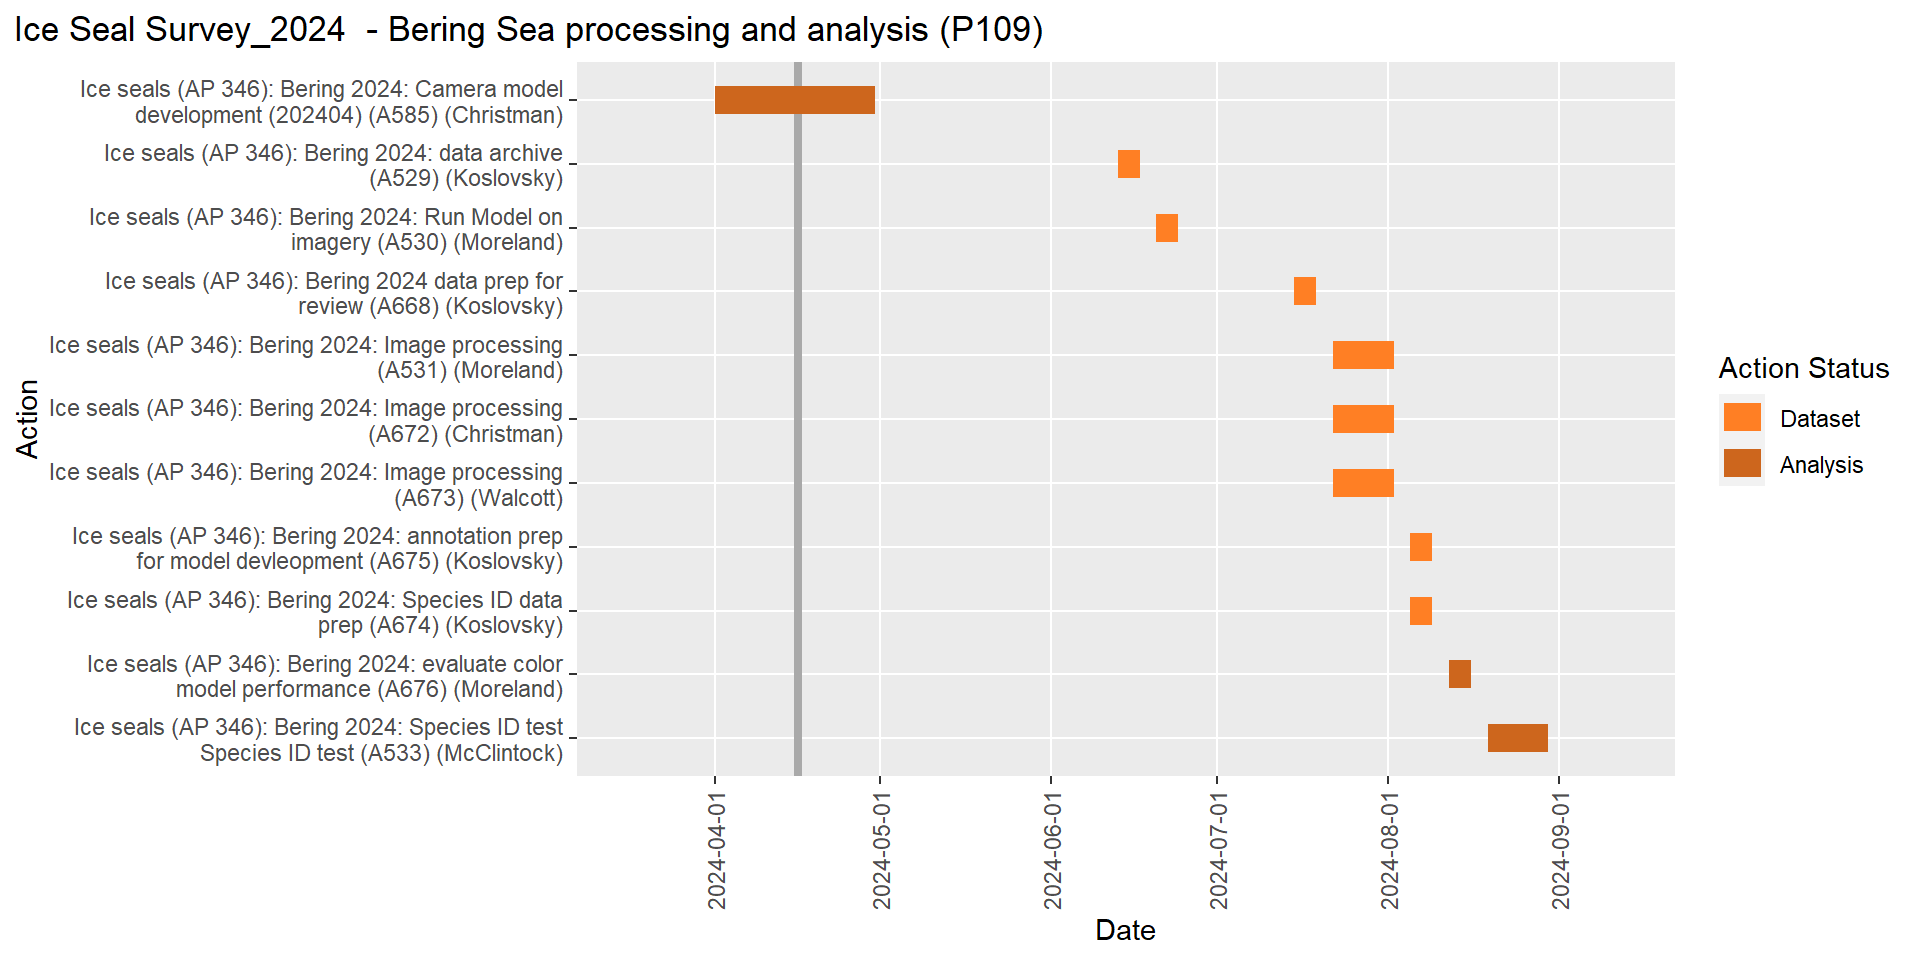 Ice Seal Survey_2024  - Bering Sea processing and analysis (P109)
Action
Ice seals (AP 346): Bering 2024: Camera model
development (202404) (A585) (Christman)
Ice seals (AP 346): Bering 2024: data archive
(A529) (Koslovsky)
Ice seals (AP 346): Bering 2024: Run Model on
imagery (A530) (Moreland)
Ice seals (AP 346): Bering 2024 data prep for
review (A668) (Koslovsky)
Ice seals (AP 346): Bering 2024: Image processing
(A531) (Moreland)
Ice seals (AP 346): Bering 2024: Image processing
(A672) (Christman)
Ice seals (AP 346): Bering 2024: Image processing
(A673) (Walcott)
Ice seals (AP 346): Bering 2024: annotation prep
for model devleopment (A675) (Koslovsky)
Ice seals (AP 346): Bering 2024: Species ID data
prep (A674) (Koslovsky)
Ice seals (AP 346): Bering 2024: evaluate color
model performance (A676) (Moreland)
Ice seals (AP 346): Bering 2024: Species ID test
Species ID test (A533) (McClintock)
2024-04-01
2024-05-01
2024-06-01
2024-07-01
2024-08-01
2024-09-01
Date
Action Status
Dataset
Analysis